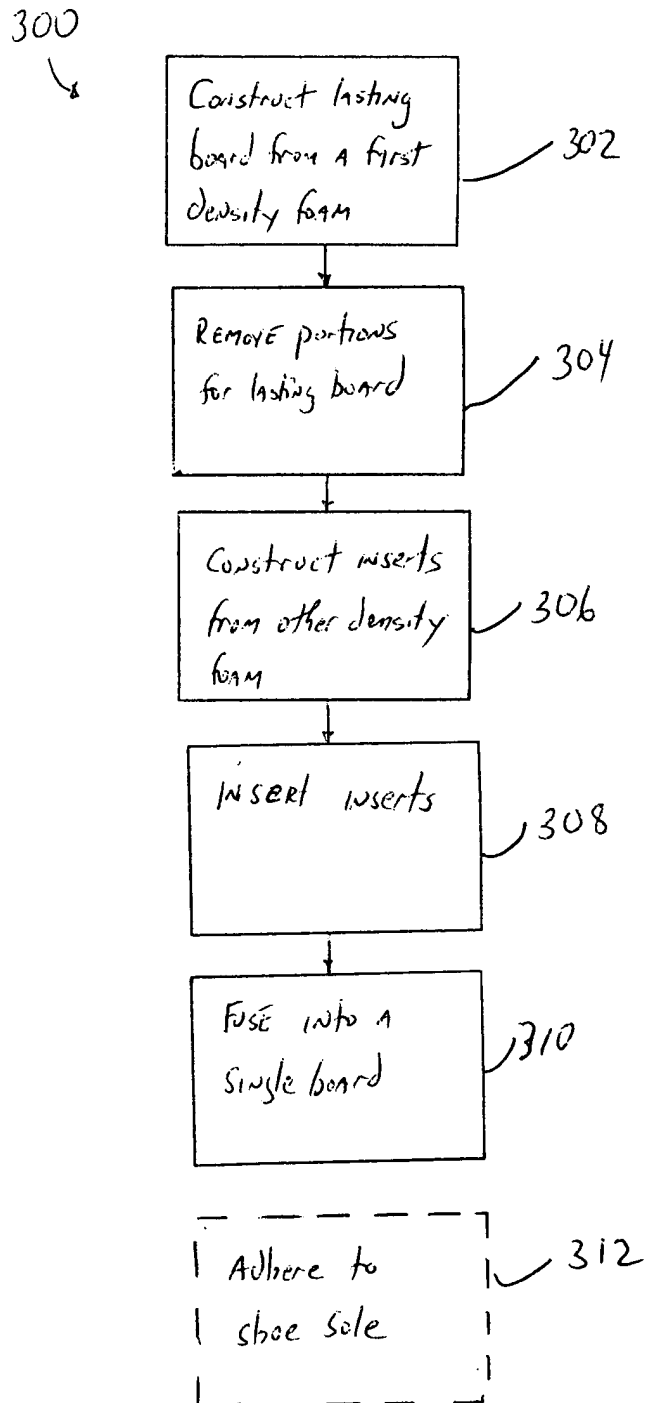 300
Construct lasting
board from a first
density foam
302
REMOVE portions
for lasting board
304
Construct inserts
from other density
foam
306
INSERT inserts
308
FUSE INTO A
single board
310
Adhere to
shoe sole
312